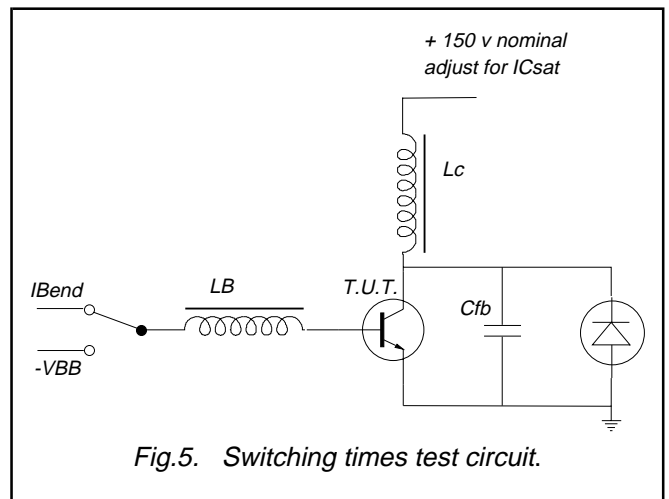 + 150 v nominal
adjust for ICsat
Lc
IBend
LB
T.U.T.
Cfb
-VBB
Fig.5. Switching times test circuit.